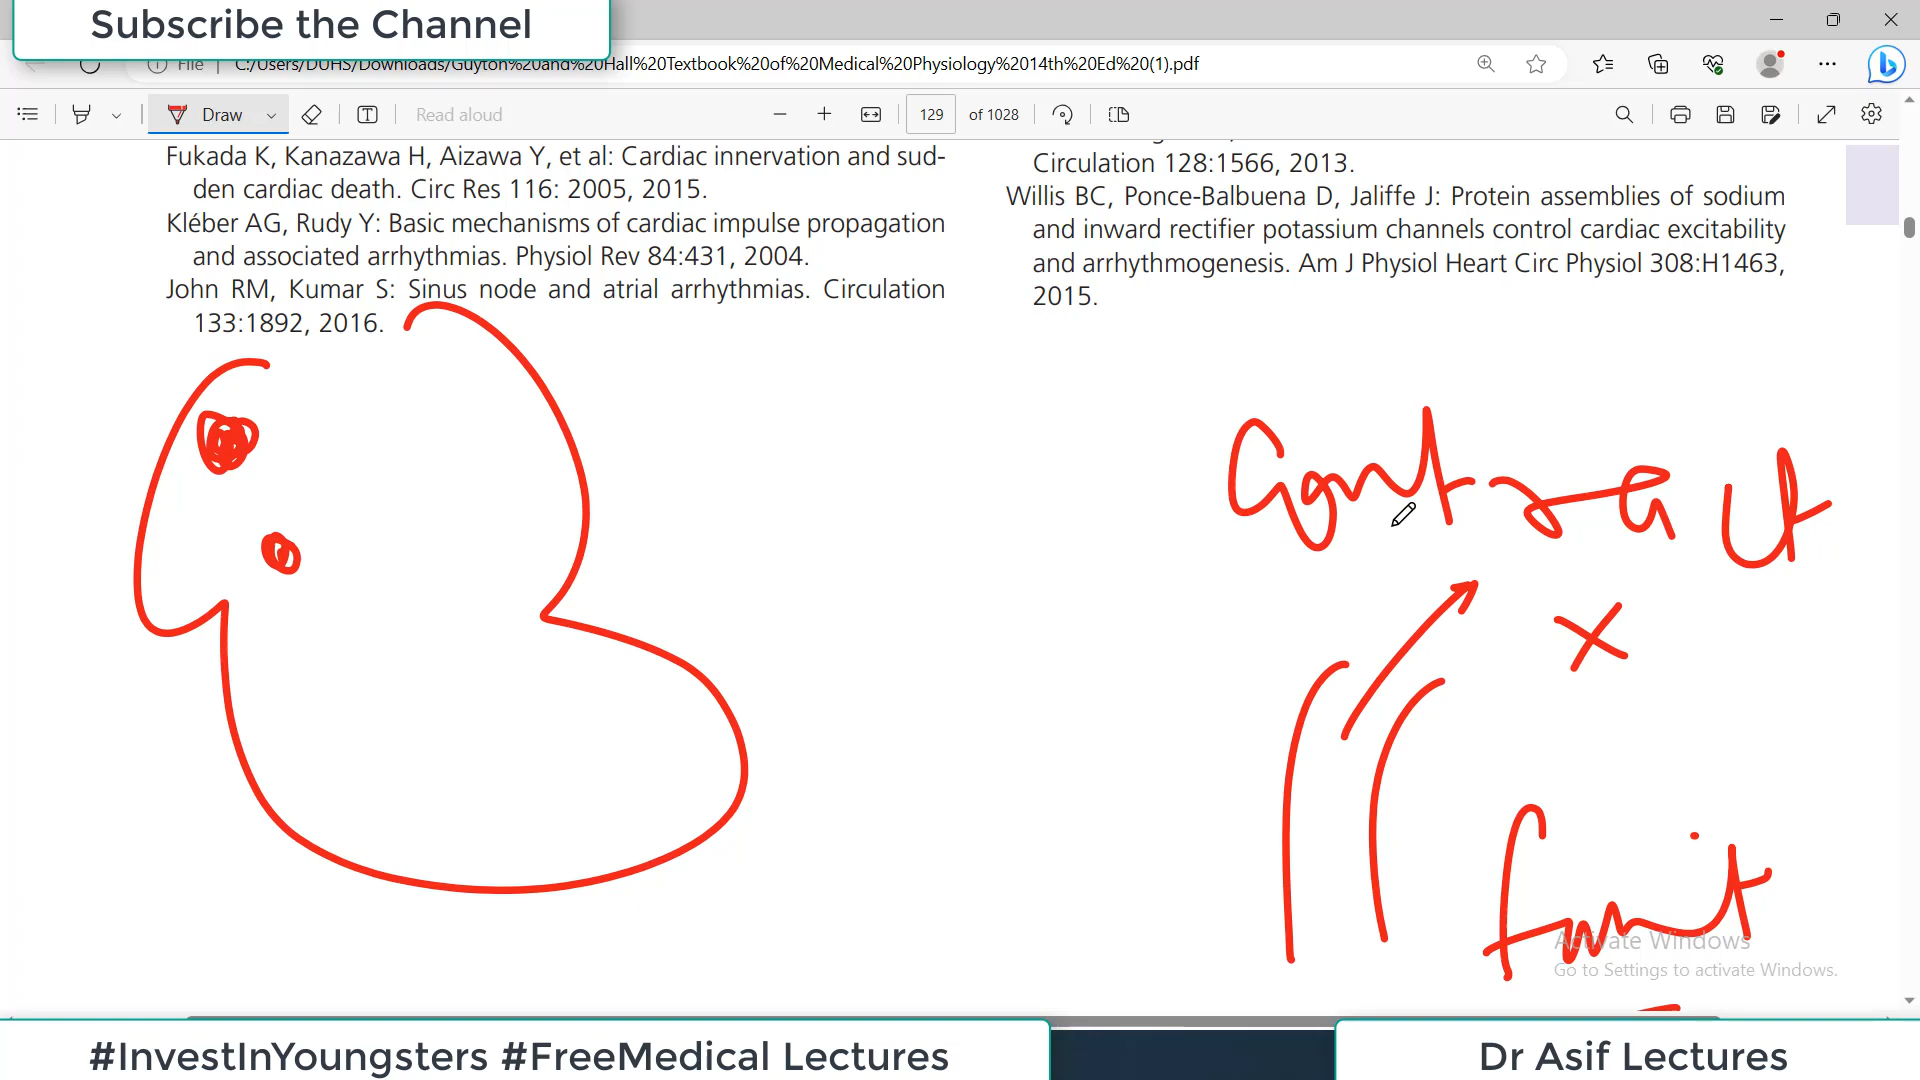 Subscribe the Channel
File
C:/Users/DUHS/Downloads/Guyton%20and%20Hall%20Textbook%20of%20Medical%20Physiology%2014th%20Ed%20(1).pdf
Draw
Read aloud
129
of 1028
Fukada K, Kanazawa H, Aizawa Y, et al: Cardiac innervation and sud-
den cardiac death. Circ Res 116: 2005, 2015.
Kléber AG, Rudy Y: Basic mechanisms of cardiac impulse propagation
and associated arrhythmias. Physiol Rev 84:431, 2004.
John RM, Kumar S: Sinus node and atrial arrhythmias. Circulation
133:1892, 2016.
Circulation 128:1566, 2013.
Willis BC, Ponce-Balbuena D, Jaliffe J: Protein assemblies of sodium
and inward rectifier potassium channels control cardiac excitability
and arrhythmogenesis. Am J Physiol Heart Circ Physiol 308:H1463,
2015.
Contract
Activate Windows
Go to Settings to activate Windows.
#InvestInYoungsters #FreeMedical Lectures
Dr Asif Lectures